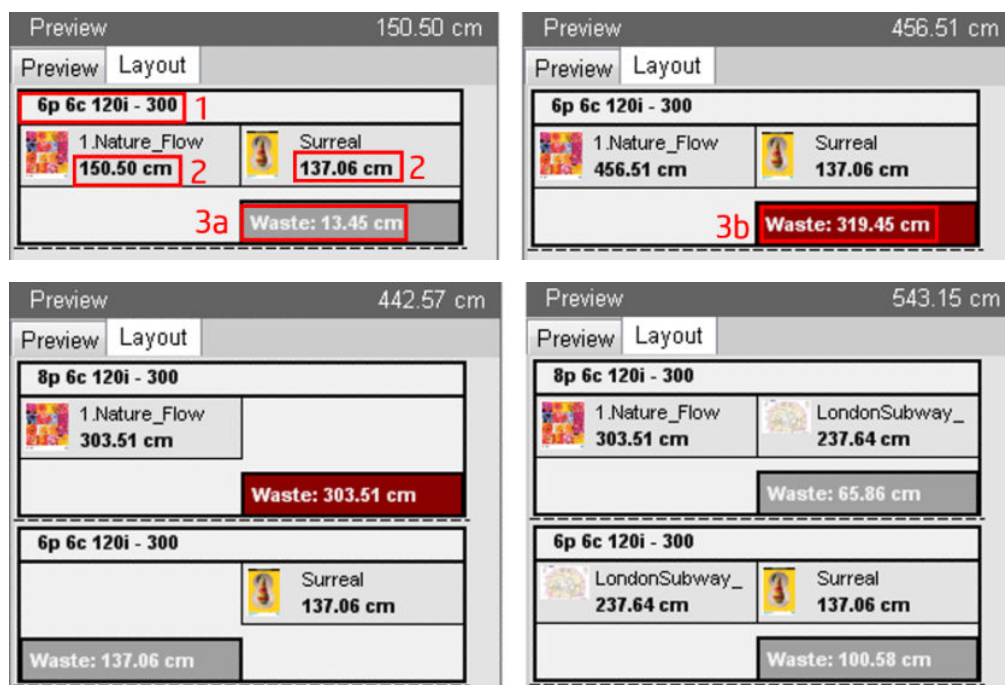 Preview 150.50 cm
Preview Layout
6p 6c 120i - 300 1
1.Nature_Flow Surreal
150.50 cm 2 137.06 cm 2
3a Waste: 13.45 cm
Preview 456.51 cm
Preview Layout
6p 6c 120i - 300
1.Nature_Flow Surreal
456.51 cm 137.06 cm
3b Waste: 319.45 cm
Preview 442.57 cm
Preview Layout
8p 6c 120i - 300
1.Nature_Flow
303.51 cm
Waste: 303.51 cm
6p 6c 120i - 300
Surreal
137.06 cm
Waste: 137.06 cm
Preview 543.15 cm
Preview Layout
8p 6c 120i - 300
1.Nature_Flow LondonSubway_
303.51 cm 237.64 cm
Waste: 65.86 cm
6p 6c 120i - 300
LondonSubway_ Surreal
237.64 cm 137.06 cm
Waste: 100.58 cm